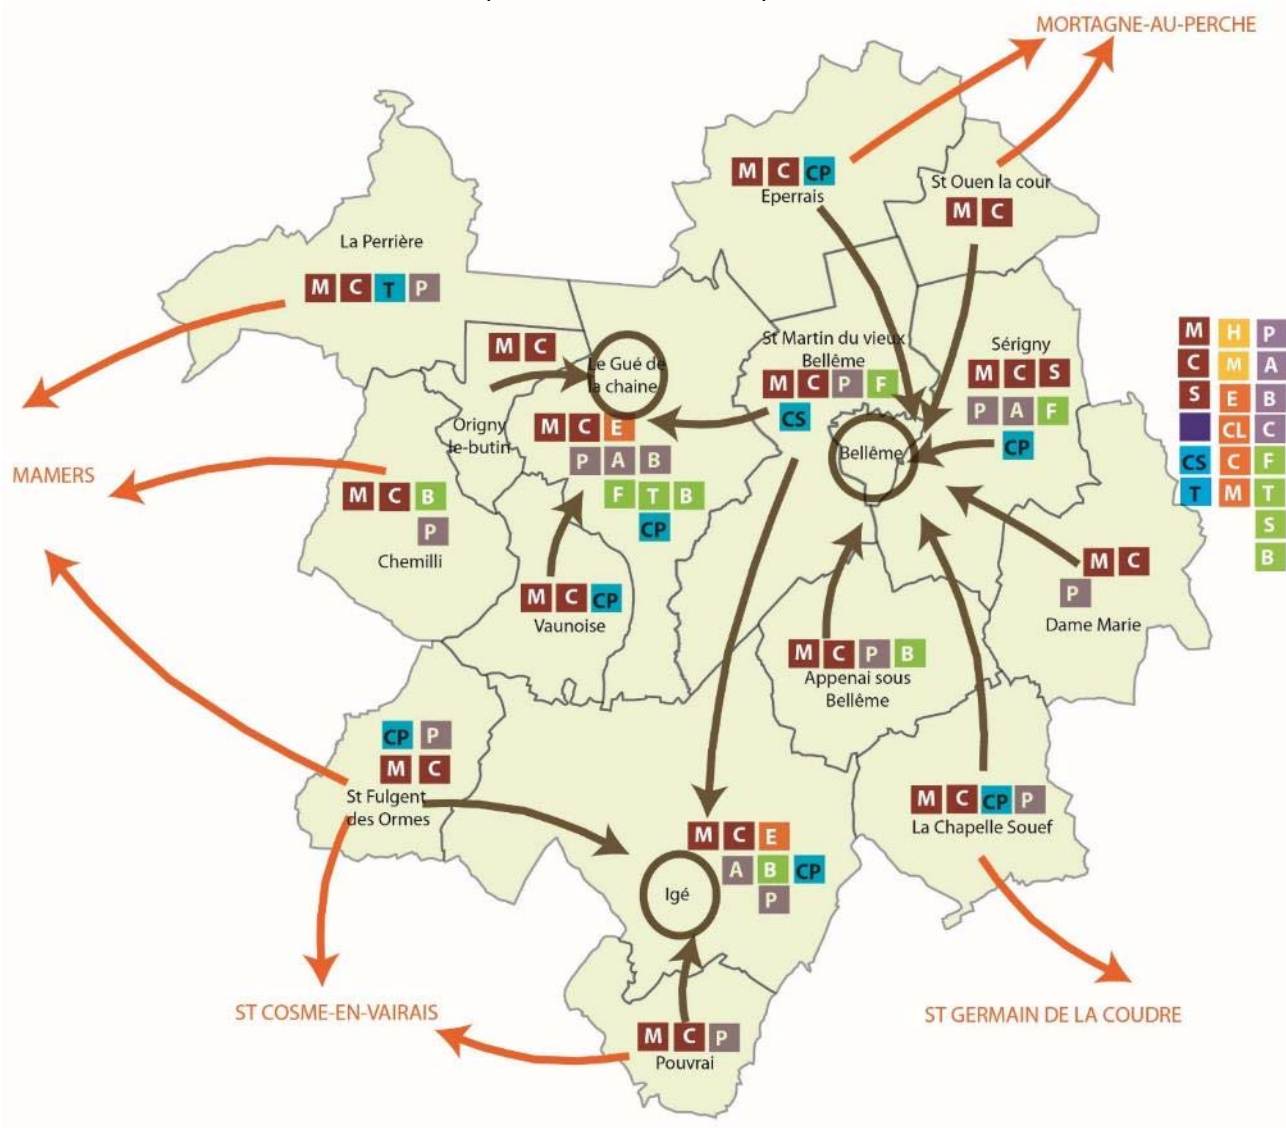 MORTAGNE-AU-PERCHE
M C CP
Eperrais
St Ouen la cour
M C
La Perrière
M C T P
M C
Le Gué de
la chaine
St Martin du vieux
Bellême
M C P F
CS
Sérigny
M C S
P A F
CP
M H P
C M A
S E B
CL C
CS C F
T M T
S
B
Origny
le-butin
M C E
P A B
F T B
CP
Bellême
MAMERS
M C B
P
Chemilli
M C CP
Vaunoise
M C
P
Dame Marie
M C P B
Appenai sous
Bellême
CP P
M C
St Fulgent
des Ormes
M C CP P
La Chapelle Souef
M C E
A B CP
P
Igé
ST COSME-EN-VAIRAIS
ST GERMAIN DE LA COUDRE
M C P
Pouvrai